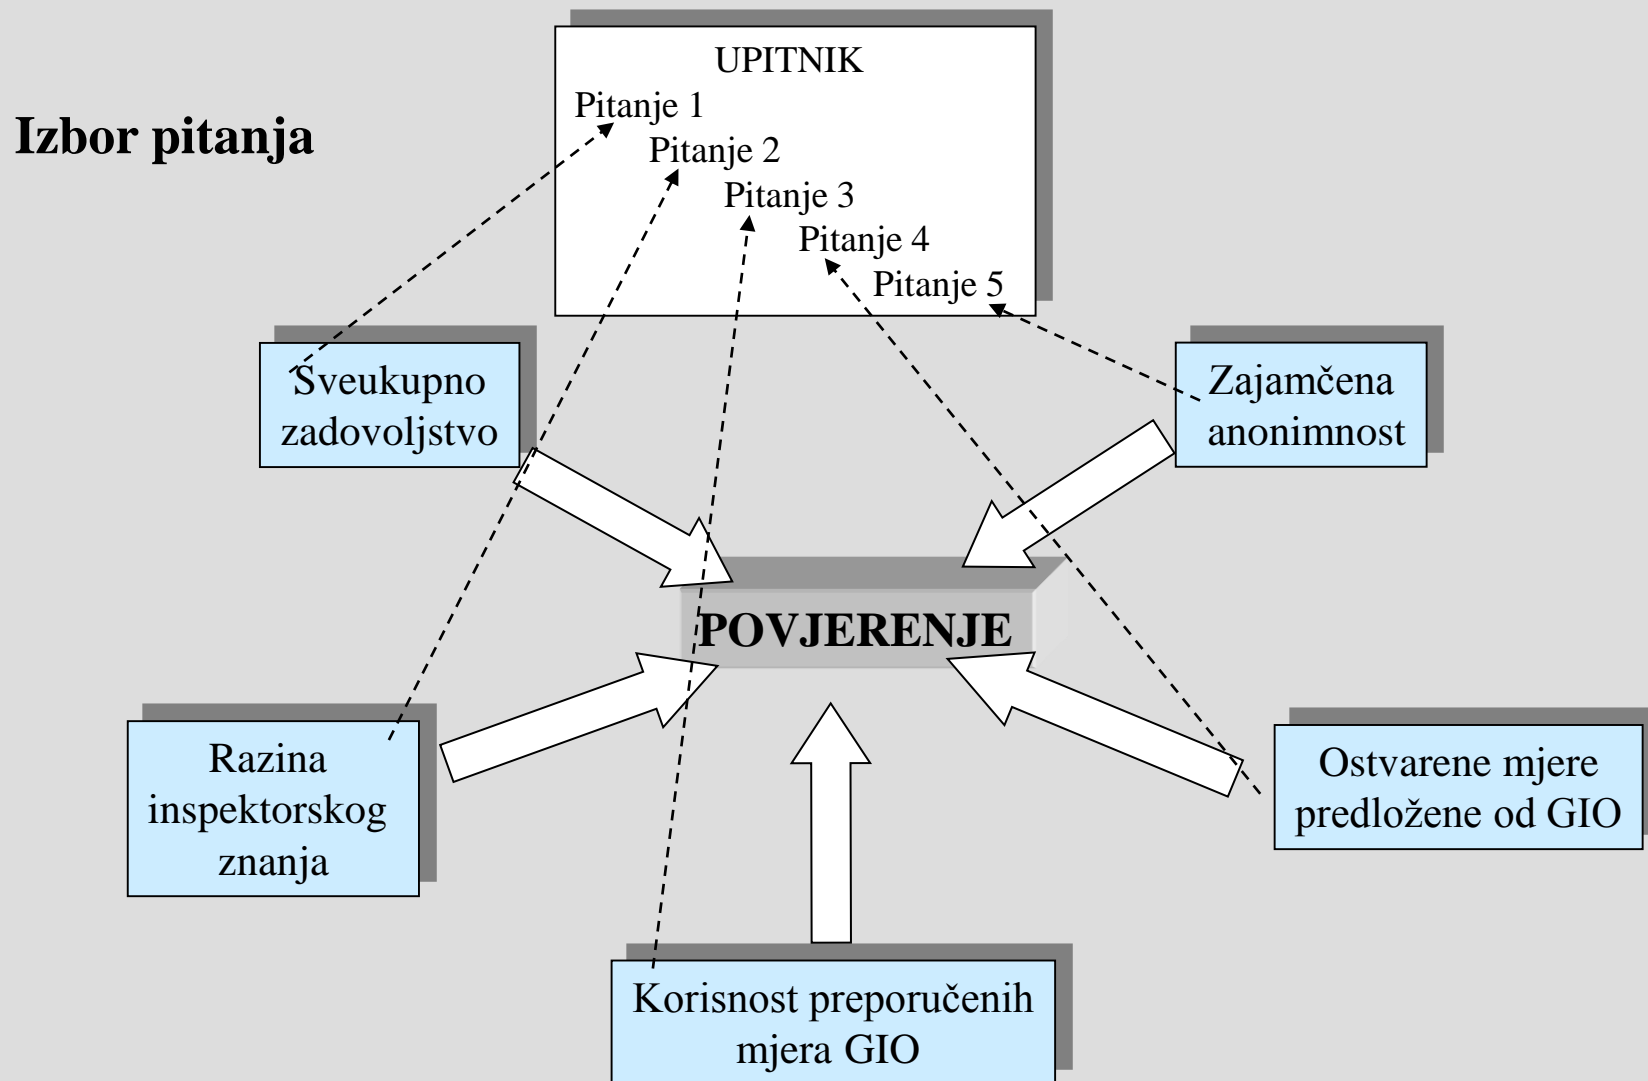 UPITNIK
Izbor pitanja
Pitanje 1
Pitanje 2
Pitanje 3
Pitanje 4
Pitanje 5
Sveukupno
zadovoljstvo
Zajamčena
anonimnost
POVJERENJE
Razina
inspektorskog
znanja
Ostvarene mjere
predložene od GIO
Korisnost preporučenih
mjera GIO